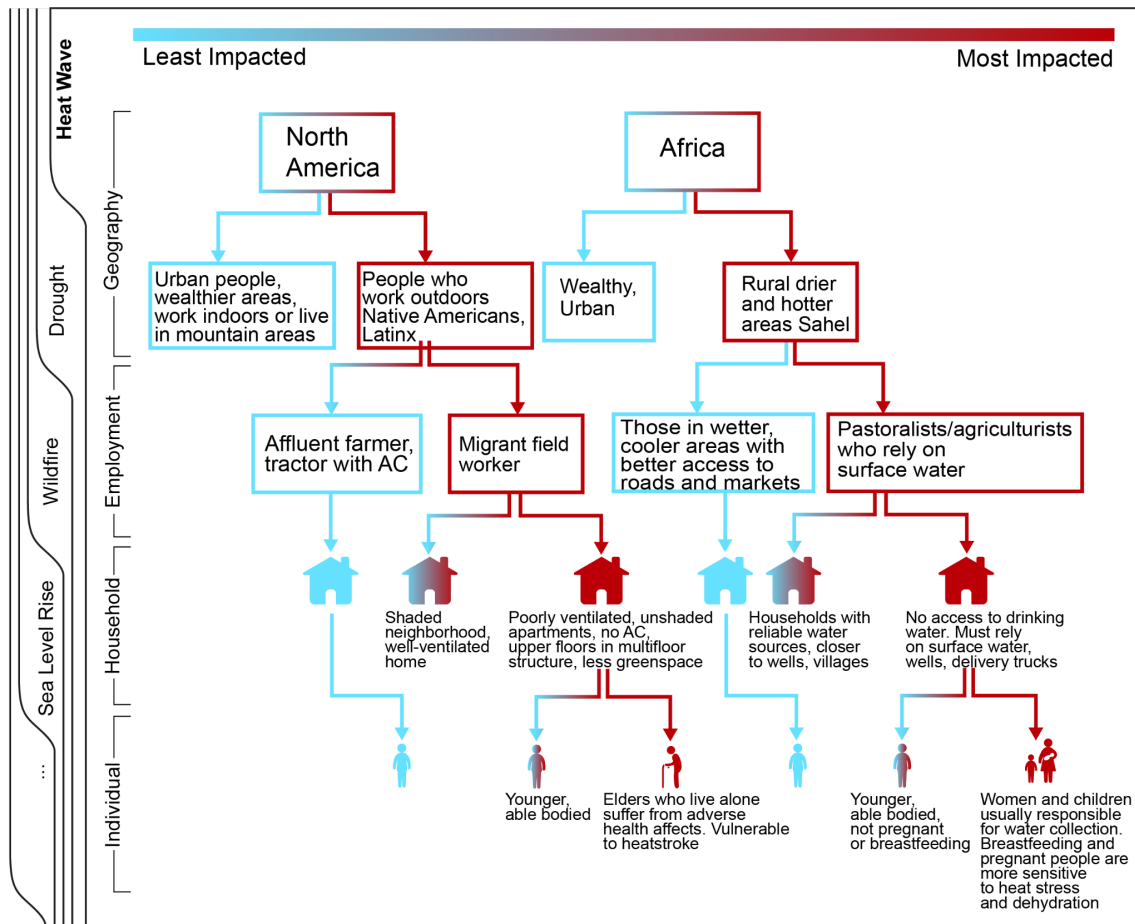 Least Impacted
Most Impacted
Heat Wave
Drought
Wildfire
Sea Level Rise
...
Geography
North
America
Africa
Urban people,
wealthier areas,
work indoors or live
in mountain areas
People who
work outdoors
Native Americans,
Latinx
Wealthy,
Urban
Rural drier
and hotter
areas Sahel
Employment
Affluent farmer,
tractor with AC
Migrant field
worker
Those in wetter,
cooler areas with
better access to
roads and markets
Pastoralists/agriculturists
who rely on
surface water
Household
Shaded
neighborhood,
well-ventilated
home
Poorly ventilated, unshaded
apartments, no AC,
upper floors in multifloor
structure, less greenspace
Households with
reliable water
sources, closer
to wells, villages
No access to drinking
water. Must rely
on surface water,
wells, delivery trucks
Individual
Younger,
able bodied
Elders who live alone
suffer from adverse
health affects. Vulnerable
to heatstroke
Younger,
able bodied,
not pregnant
or breastfeeding
Women and children
usually responsible
for water collection.
Breastfeeding and
pregnant people are
more sensitive
to heat stress
and dehydration